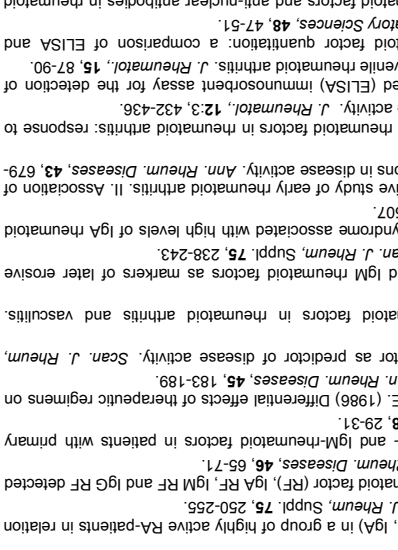 , IgA) in a group of highly active RA-patients in relation
J. Rheum, Suppl. 75, 250-255.
matoid factor (RF), IgA RF, IgM RF and IgG RF detected
Rheum. Diseases, 46, 65-71.
- and IgM-rheumatoid factors in patients with primary
8, 29-31.
E. (1986) Differential effects of therapeutic regimens on
n. Rheum. Diseases, 45, 183-189.
tor as predictor of disease activity. Scan. J. Rheum,
matoid factors in rheumatoid arthritis and vasculitis.
d IgM rheumatoid factors as markers of later erosive
an. J. Rheum, Suppl. 75, 238-243.
yndrome associated with high levels of IgA rheumatoid
607.
ive study of early rheumatoid arthritis. II. Association of
ons in disease activity. Ann. Rheum. Diseases, 43, 679-
rheumatoid factors in rheumatoid arthritis: response to
e activity. J. Rheumatol., 12:3, 432-436.
ed (ELISA) immunosorbent assay for the detection of
venile rheumatoid arthritis. J. Rheumatol., 15, 87-90.
toid factor quantitation: a comparison of ELISA and
atory Sciences, 48, 47-51.
matoid factors and anti-nuclear antibodies in rheumatoid